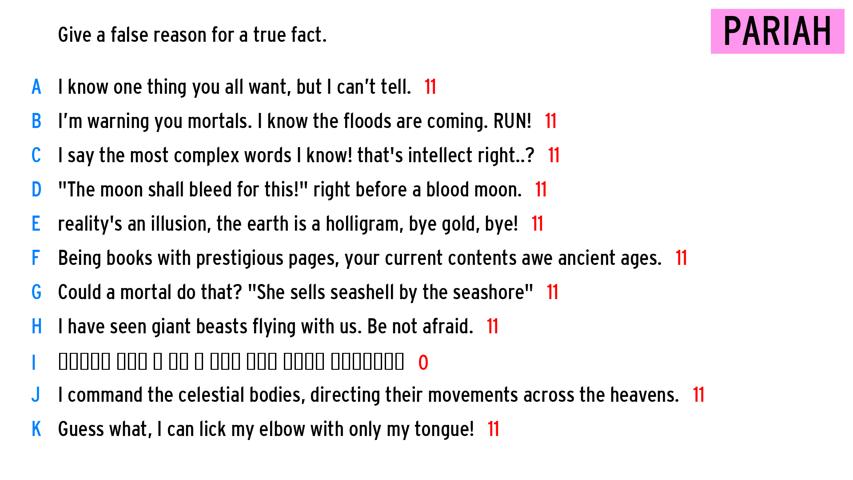 Give a false reason for a true fact.
PARIAH
A I know one thing you all want, but I can't tell. 11
B I'm warning you mortals. I know the floods are coming. RUN! 11
C I say the most complex words I know! that's intellect right..? 11
D "The moon shall bleed for this!" right before a blood moon. 11
E reality's an illusion, the earth is a holligram, bye gold, bye! 11
F Being books with prestigious pages, your current contents awe ancient ages. 11
G Could a mortal do that? "She sells seashell by the seashore" 11
H I have seen giant beasts flying with us. Be not afraid. 11
I 0
J I command the celestial bodies, directing their movements across the heavens. 11
K Guess what, I can lick my elbow with only my tongue! 11